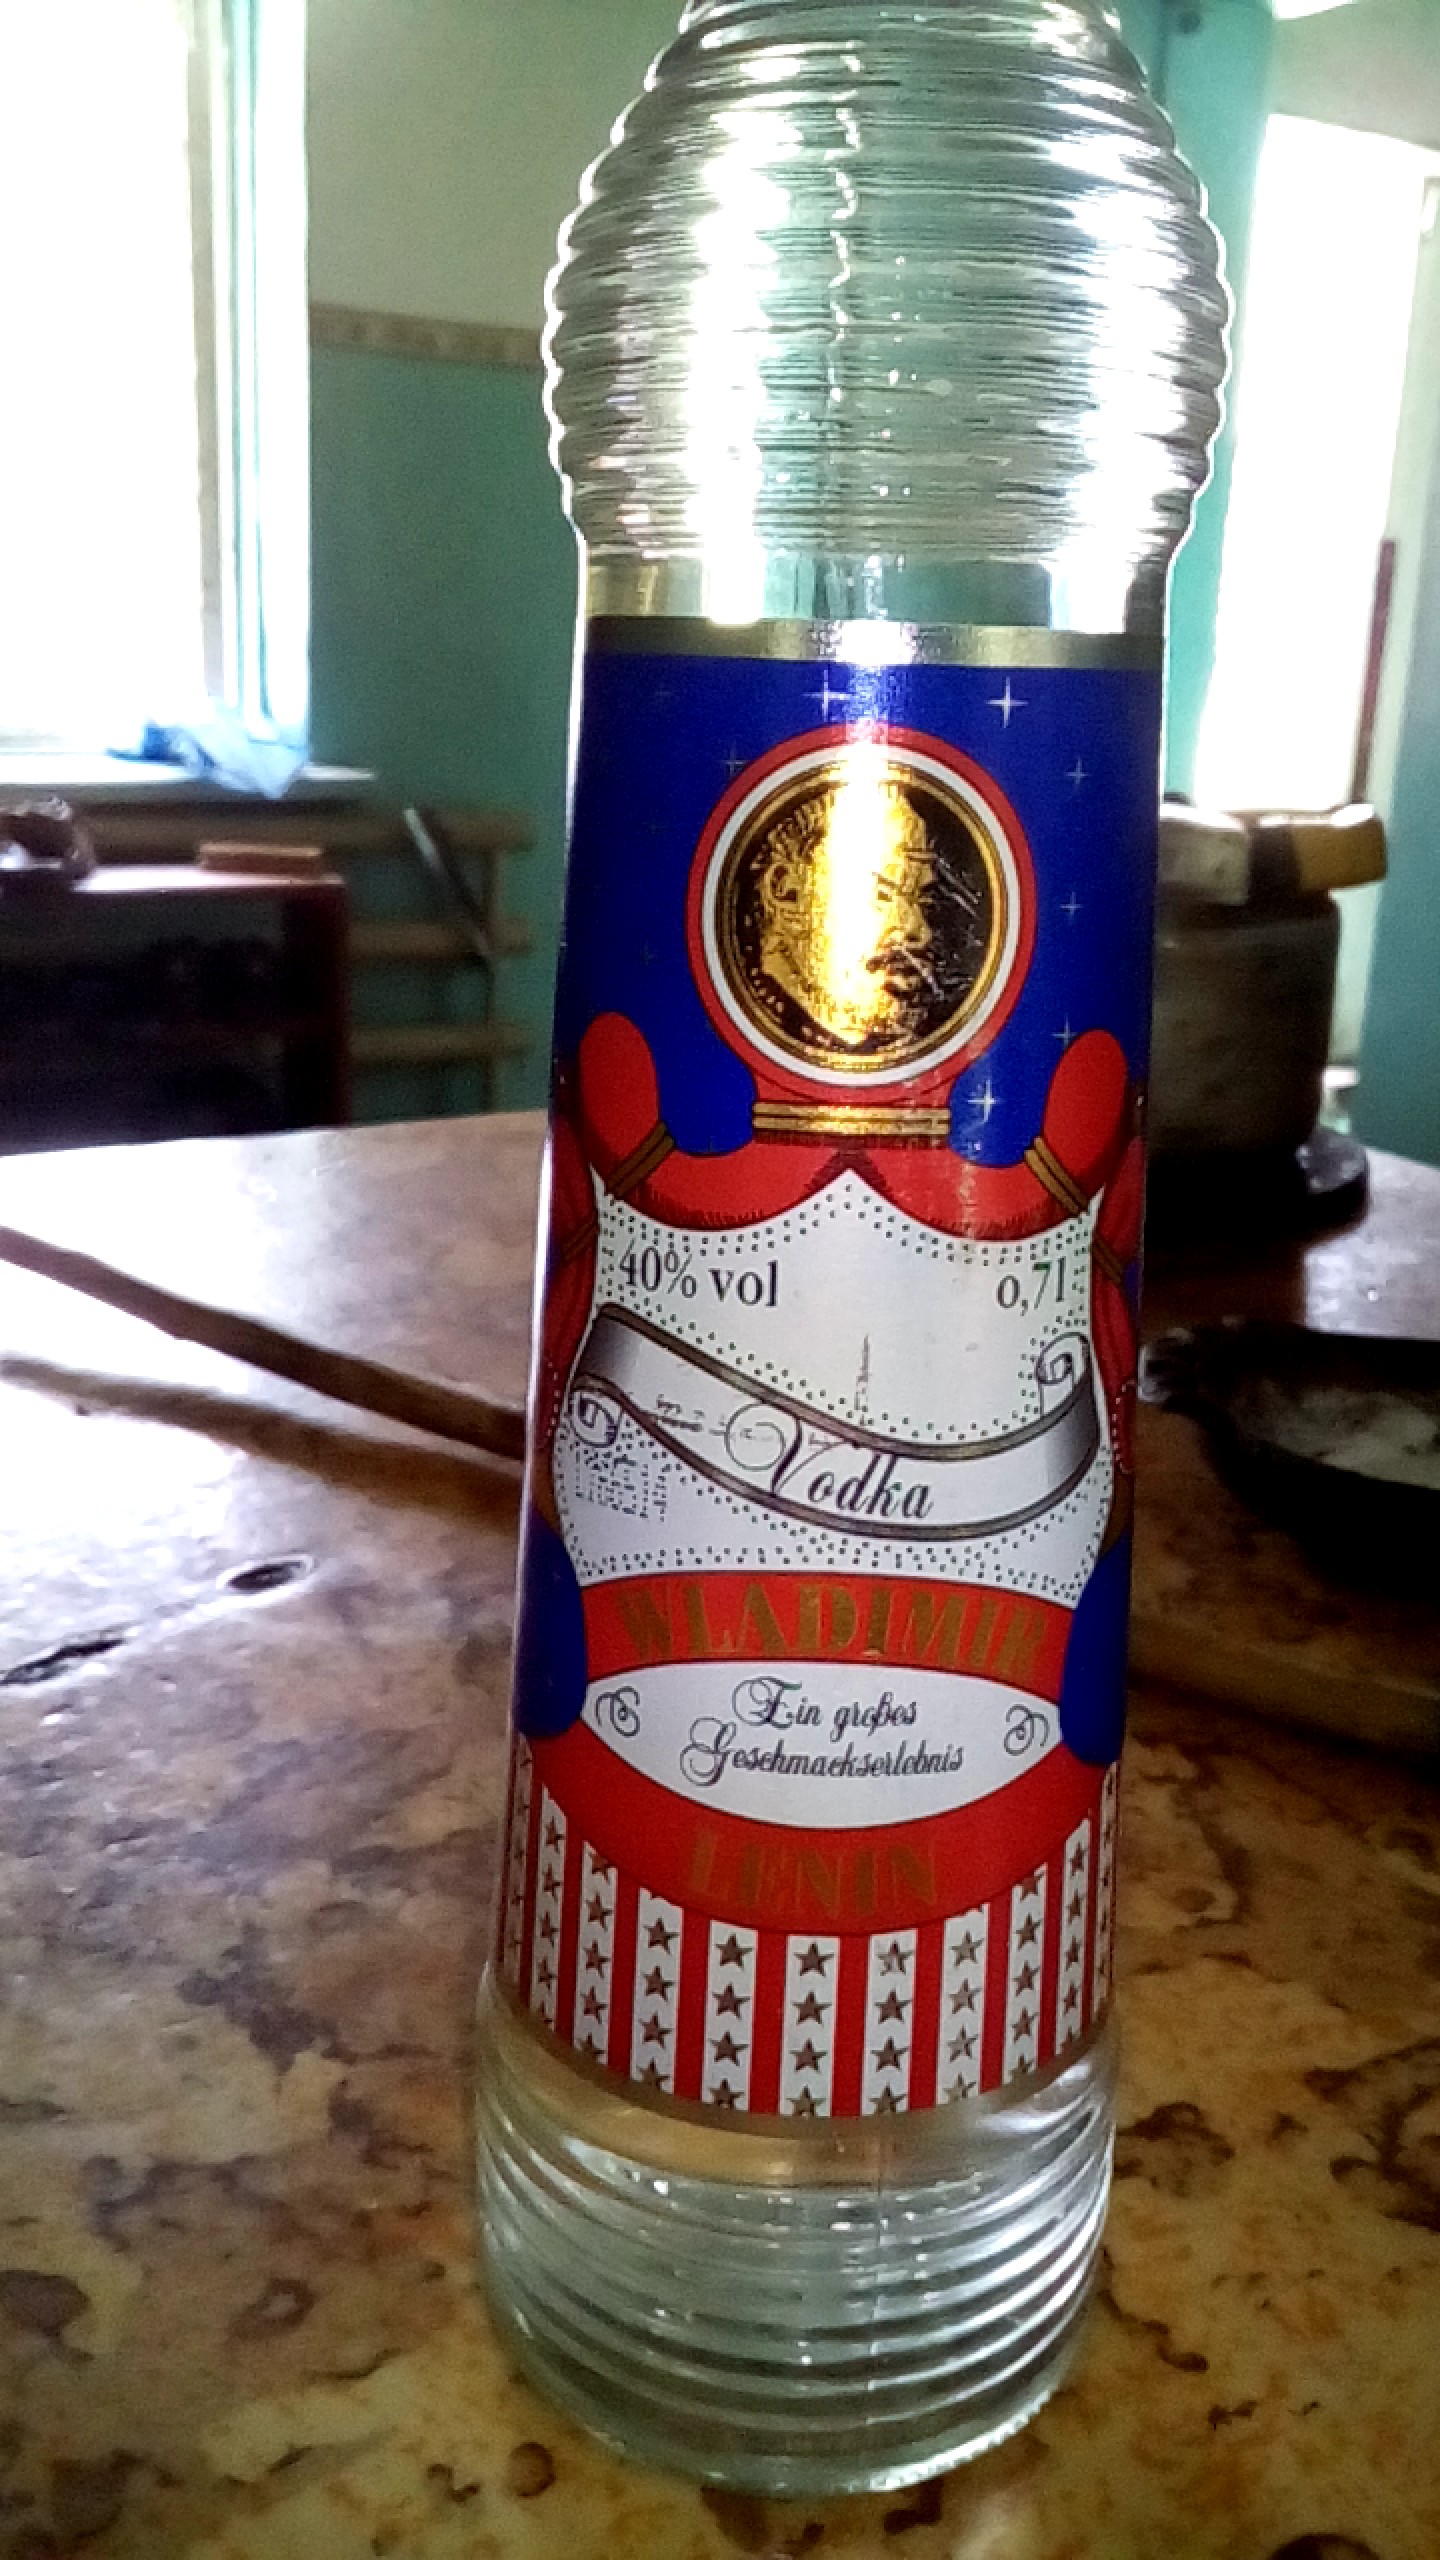 40% vol
0,7l
Vodka
WLADIMIR
Ein großes
Geschmackserlebnis
LENIN